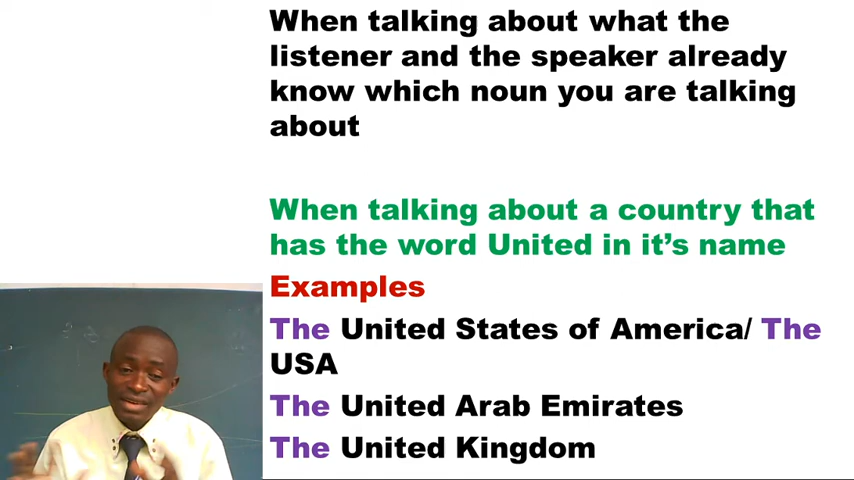 When talking about what the
listener and the speaker already
know which noun you are talking
about
When talking about a country that
has the word United in it's name
Examples
The United States of America/ The
USA
The United Arab Emirates
The United Kingdom